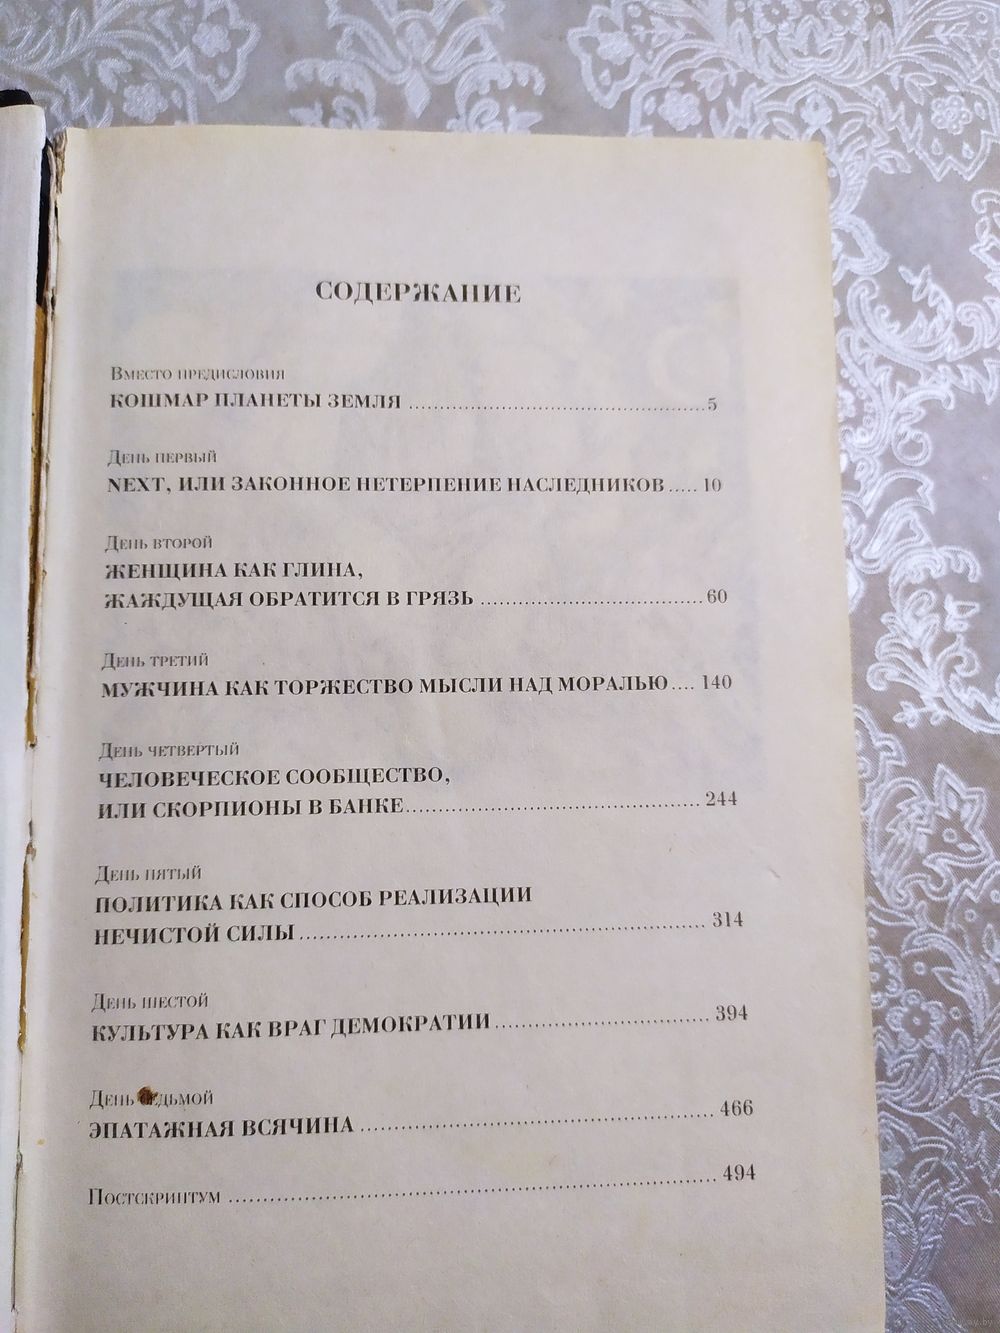 СОДЕРЖАНИЕ
Вместо предисловия
КОШМАР ПЛАНЕТЫ ЗЕМЛЯ ........ 5
День первый
NEXT, ИЛИ ЗАКОННОЕ НЕТЕРПЕНИЕ НАСЛЕДНИКОВ ..... 10
День второй
ЖЕНЩИНА КАК ГЛИНА,
ЖАЖДУЩАЯ ОБРАТИТСЯ В ГРЯЗЬ ........ 60
День третий
МУЖЧИНА КАК ТОРЖЕСТВО МЫСЛИ НАД МОРАЛЬЮ .... 140
День четвертый
ЧЕЛОВЕЧЕСКОЕ СООБЩЕСТВО,
ИЛИ СКОРПИОНЫ В БАНКЕ ........ 244
День пятый
ПОЛИТИКА КАК СПОСОБ РЕАЛИЗАЦИИ
НЕЧИСТОЙ СИЛЫ ........ 314
День шестой
КУЛЬТУРА КАК ВРАГ ДЕМОКРАТИИ ........ 394
День седьмой
ЭПАТАЖНАЯ ВСЯЧИНА ........ 466
Постскриптум ........ 494